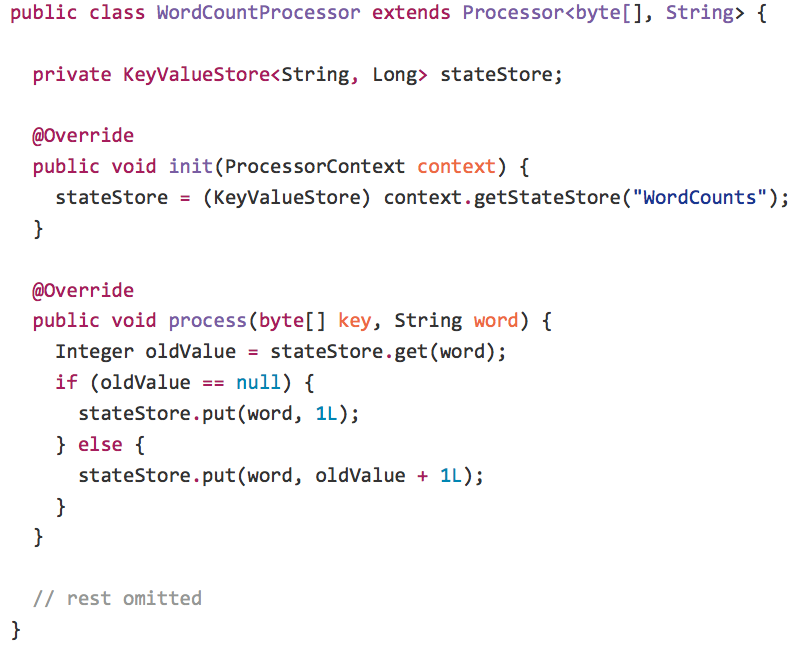 public class WordCountProcessor extends Processor<byte[], String> {
private KeyValueStore<String, Long> stateStore;
@Override
public void init(ProcessorContext context) {
stateStore = (KeyValueStore) context.getStateStore("WordCounts");
}
@Override
public void process(byte[] key, String word) {
Integer oldValue = stateStore.get(word);
if (oldValue == null) {
stateStore.put(word, 1L);
} else {
stateStore.put(word, oldValue + 1L);
}
}
// rest omitted
}